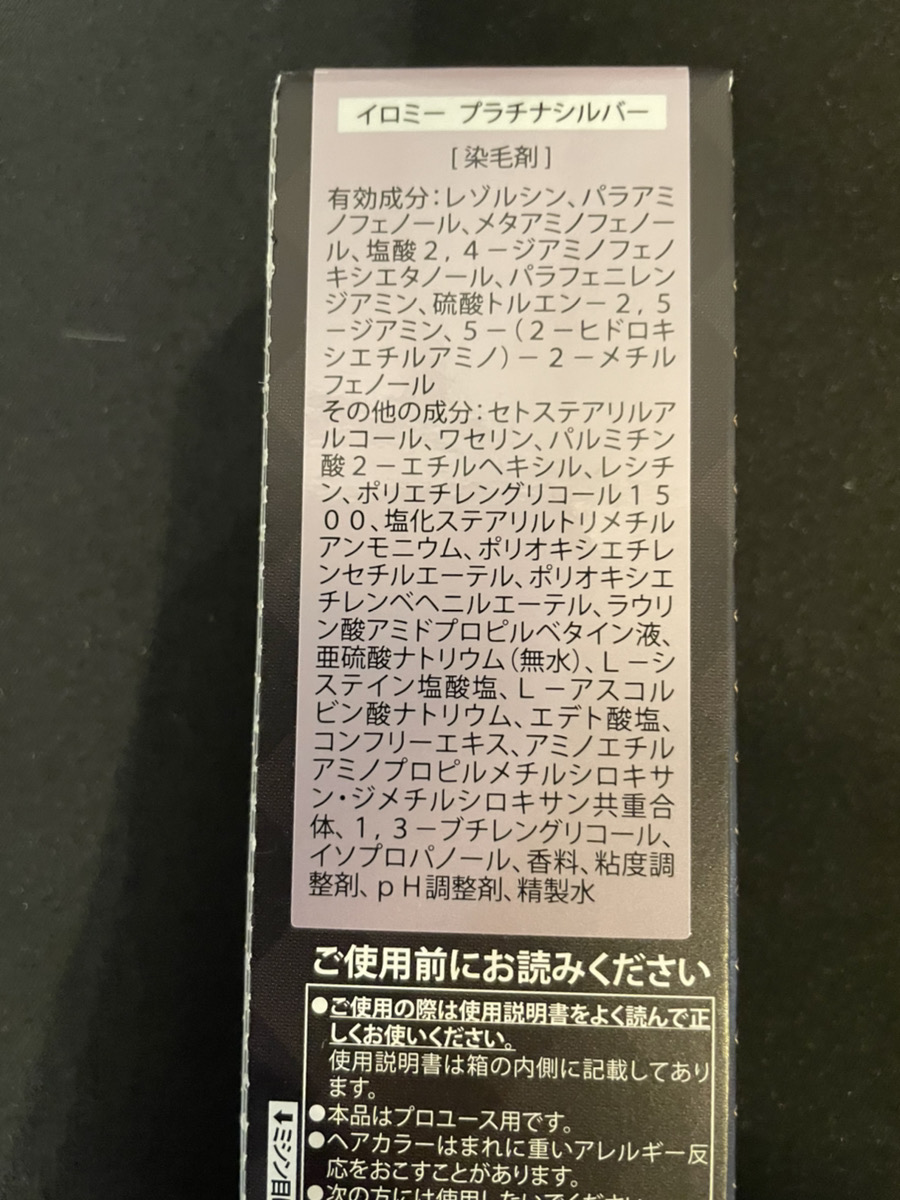 イロミー プラチナシルバー
[染毛剤]
有効成分:レゾルシン、パラアミ
ノフェノール、メタアミノフェノー
ル、塩酸2,4-ジアミノフェノ
キシエタノール、パラフェニレン
ジアミン、硫酸トルエン-2,5
-ジアミン、5-(2-ヒドロキ
シエチルアミノ)-2-メチル
フェノール
その他の成分:セトステアリルア
ルコール、ワセリン、パルミチン
酸2-エチルヘキシル、レシチ
ン、ポリエチレングリコール15
00、塩化ステアリルトリメチル
アンモニウム、ポリオキシエチレ
ンセチルエーテル、ポリオキシエ
チレンベヘニルエーテル、ラウリ
ン酸アミドプロピルベタイン液、
亜硫酸ナトリウム(無水)、L-シ
ステイン塩酸塩、L-アスコル
ビン酸ナトリウム、エデト酸塩、
コンフリーエキス、アミノエチル
アミノプロピルメチルシロキサ
ン・ジメチルシロキサン共重合
体、1,3-ブチレングリコール、
イソプロパノール、香料、粘度調
整剤、pH調整剤、精製水
ご使用前にお読みください
●ご使用の際は使用説明書をよく読んで正
しくお使いください。
使用説明書は箱の内側に記載してあり
ます。
●本品はプロユース用です。
●ヘアカラーはまれに重いアレルギー反
応をおこすことがあります。
●次の方には使用しないでください
⬇ミシン目